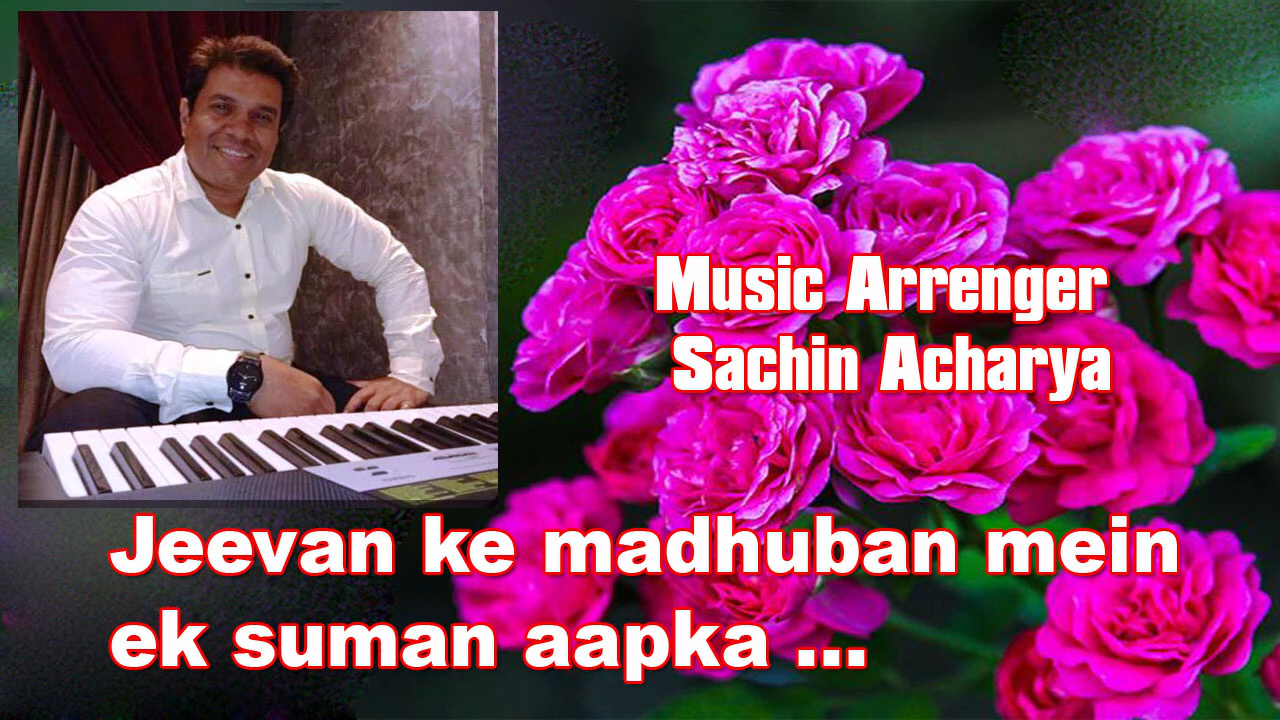 Music Arrenger
Sachin Acharya
Jeevan ke madhuban mein
ek suman aapka ...